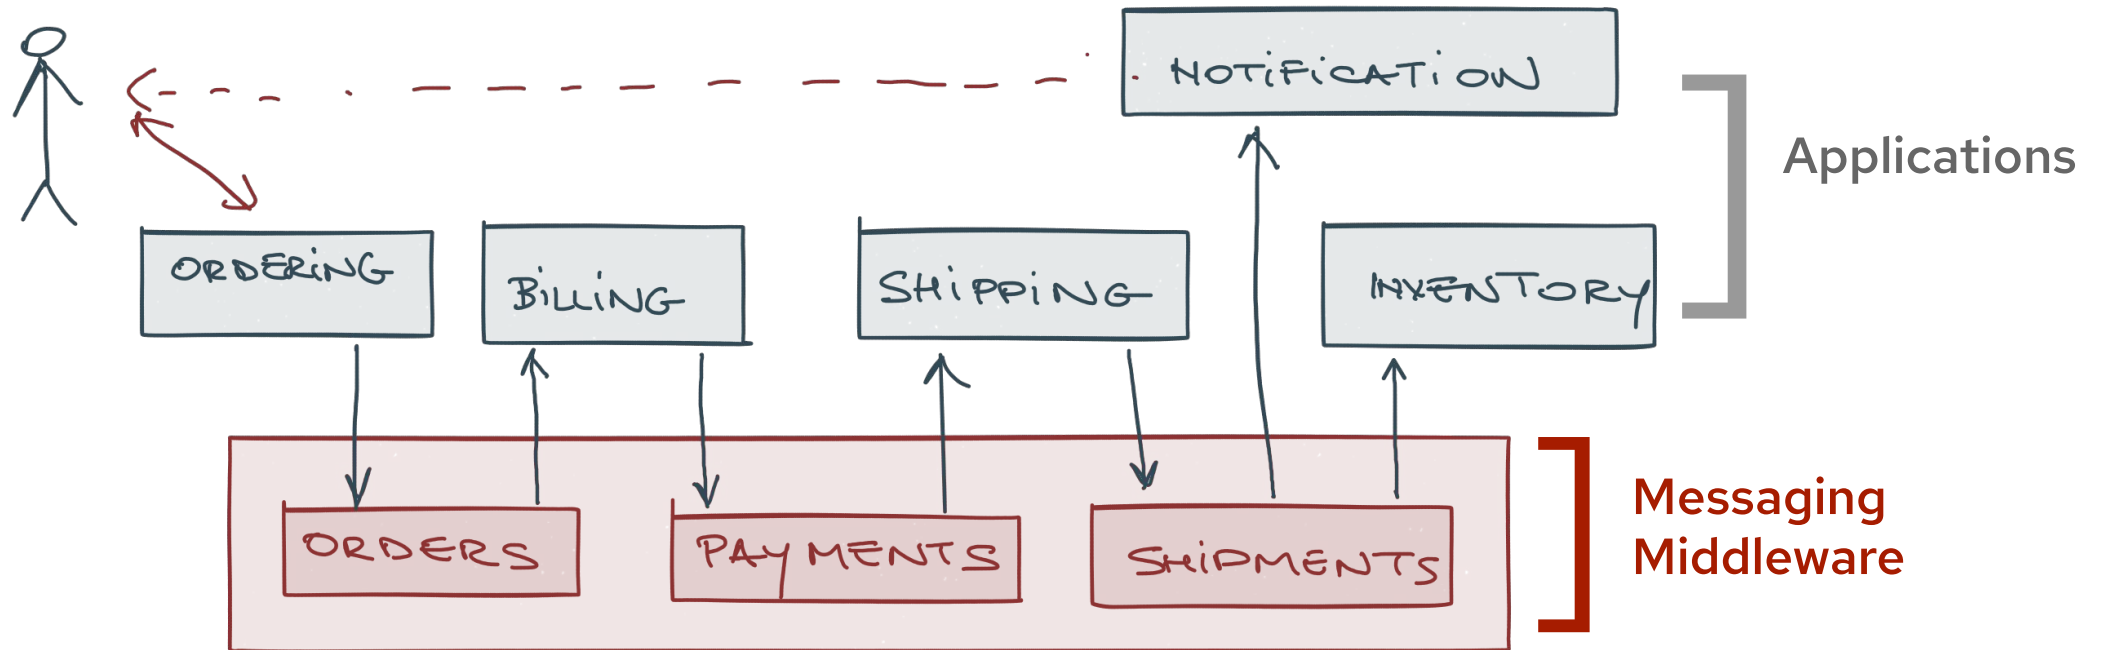 NOTiFiCATiON
Applications
ORDERiNG
BiLLiNG
SHiPPiNG
INVENTORY
Messaging
Middleware
ORDERS
PAYMENTS
SHiPMENTS